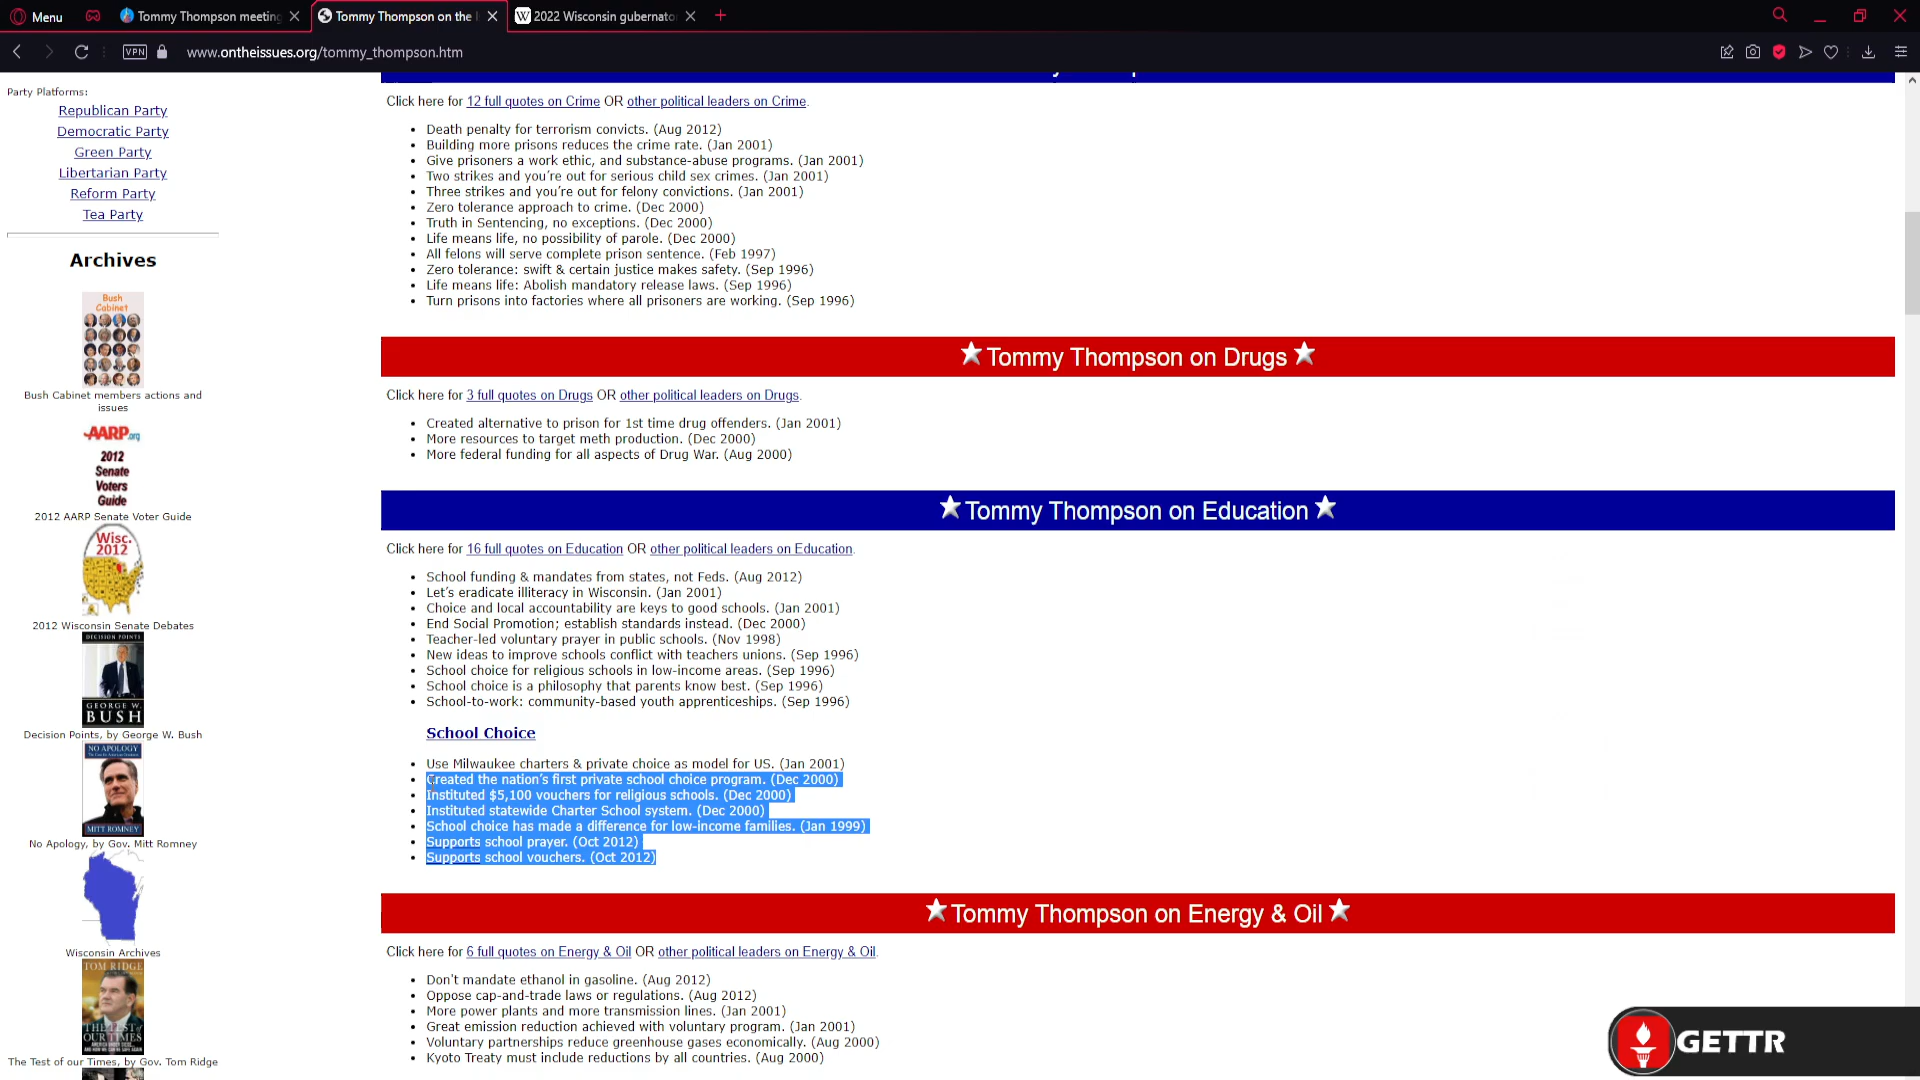 Menu
Tommy Thompson meeting
Tommy Thompson on the I
2022 Wisconsin gubernato
VPN
www.ontheissues.org/tommy_thompson.htm
Party Platforms:
Republican Party
Democratic Party
Green Party
Libertarian Party
Reform Party
Tea Party
Archives
Bush
Cabinet
Bush Cabinet members actions and
issues
AARP.org
2012
Senate
Voters
Guide
2012 AARP Senate Voter Guide
Wisc.
2012
2012 Wisconsin Senate Debates
DECISION POINTS
GEORGE W.
BUSH
Decision Points, by George W. Bush
NO APOLOGY
MITT ROMNEY
No Apology, by Gov. Mitt Romney
Wisconsin Archives
TOM RIDGE
THE TEST of
OUR TIMES
The Test of our Times, by Gov. Tom Ridge
Click here for 12 full quotes on Crime OR other political leaders on Crime.
• Death penalty for terrorism convicts. (Aug 2012)
• Building more prisons reduces the crime rate. (Jan 2001)
• Give prisoners a work ethic, and substance-abuse programs. (Jan 2001)
• Two strikes and you're out for serious child sex crimes. (Jan 2001)
• Three strikes and you're out for felony convictions. (Jan 2001)
• Zero tolerance approach to crime. (Dec 2000)
• Truth in Sentencing, no exceptions. (Dec 2000)
• Life means life, no possibility of parole. (Dec 2000)
• All felons will serve complete prison sentence. (Feb 1997)
• Zero tolerance: swift & certain justice makes safety. (Sep 1996)
• Life means life: Abolish mandatory release laws. (Sep 1996)
• Turn prisons into factories where all prisoners are working. (Sep 1996)
Tommy Thompson on Drugs
Click here for 3 full quotes on Drugs OR other political leaders on Drugs.
• Created alternative to prison for 1st time drug offenders. (Jan 2001)
• More resources to target meth production. (Dec 2000)
• More federal funding for all aspects of Drug War. (Aug 2000)
Tommy Thompson on Education
Click here for 16 full quotes on Education OR other political leaders on Education.
• School funding & mandates from states, not Feds. (Aug 2012)
• Let's eradicate illiteracy in Wisconsin. (Jan 2001)
• Choice and local accountability are keys to good schools. (Jan 2001)
• End Social Promotion; establish standards instead. (Dec 2000)
• Teacher-led voluntary prayer in public schools. (Nov 1998)
• New ideas to improve schools conflict with teachers unions. (Sep 1996)
• School choice for religious schools in low-income areas. (Sep 1996)
• School choice is a philosophy that parents know best. (Sep 1996)
• School-to-work: community-based youth apprenticeships. (Sep 1996)
School Choice
• Use Milwaukee charters & private choice as model for US. (Jan 2001)
• Created the nation's first private school choice program. (Dec 2000)
• Instituted $5,100 vouchers for religious schools. (Dec 2000)
• Instituted statewide Charter School system. (Dec 2000)
• School choice has made a difference for low-income families. (Jan 1999)
• Supports school prayer. (Oct 2012)
• Supports school vouchers. (Oct 2012)
Tommy Thompson on Energy & Oil
Click here for 6 full quotes on Energy & Oil OR other political leaders on Energy & Oil.
• Don't mandate ethanol in gasoline. (Aug 2012)
• Oppose cap-and-trade laws or regulations. (Aug 2012)
• More power plants and more transmission lines. (Jan 2001)
• Great emission reduction achieved with voluntary program. (Jan 2001)
• Voluntary partnerships reduce greenhouse gases economically. (Aug 2000)
• Kyoto Treaty must include reductions by all countries. (Aug 2000)
GETTR